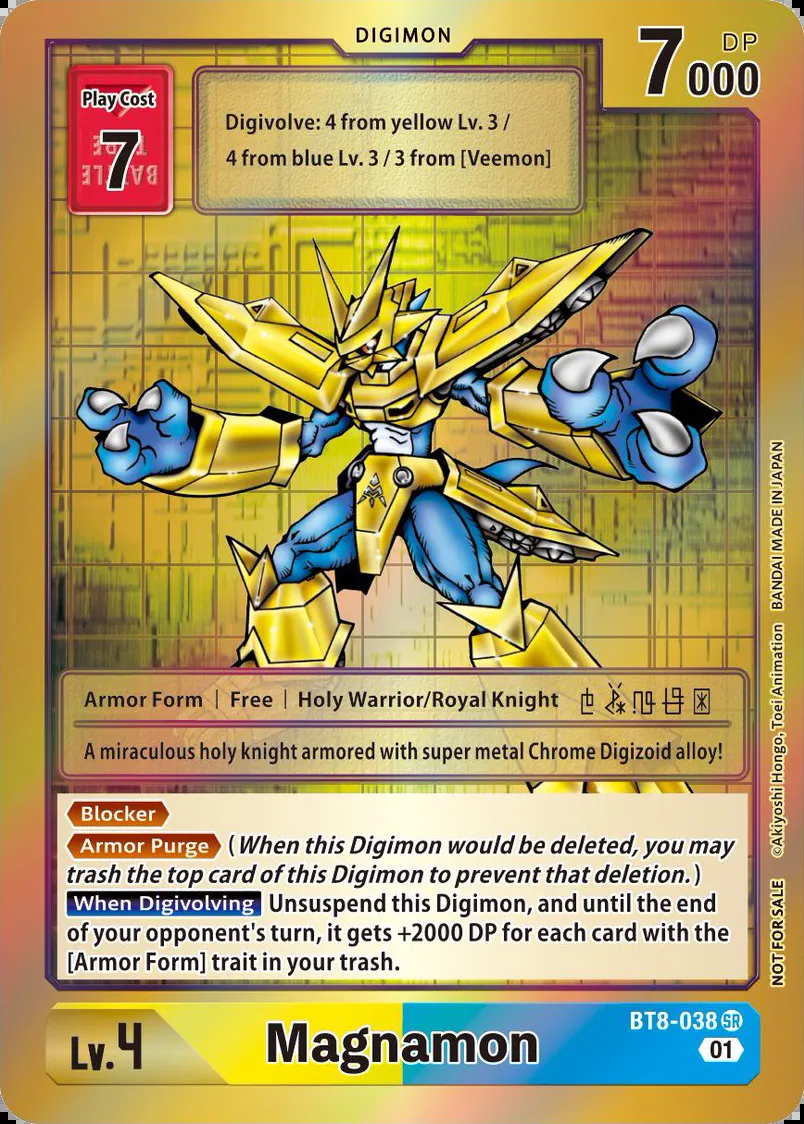 DIGIMON
7000 DP
Play Cost
7
BATTLE
TYPE
Digivolve: 4 from yellow Lv. 3 /
4 from blue Lv. 3 / 3 from [Veemon]
Armor Form | Free | Holy Warrior/Royal Knight
A miraculous holy knight armored with super metal Chrome Digizoid alloy!
Blocker
Armor Purge (When this Digimon would be deleted, you may
trash the top card of this Digimon to prevent that deletion.)
When Digivolving Unsuspend this Digimon, and until the end
of your opponent's turn, it gets +2000 DP for each card with the
[Armor Form] trait in your trash.
NOT FOR SALE ©Akiyoshi Hongo, Toei Animation BANDAI MADE IN JAPAN
BT8-038 SR
01
Lv.4
Magnamon